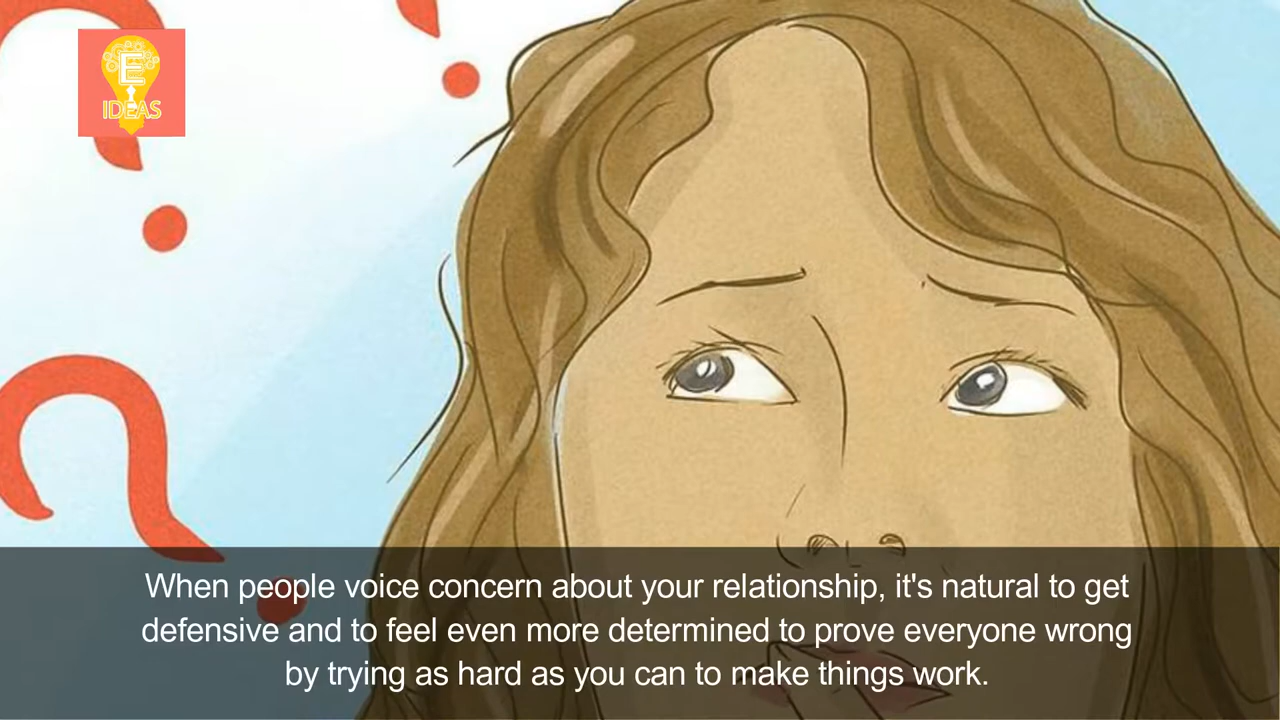 E
IDEAS
When people voice concern about your relationship, it's natural to get
defensive and to feel even more determined to prove everyone wrong
by trying as hard as you can to make things work.